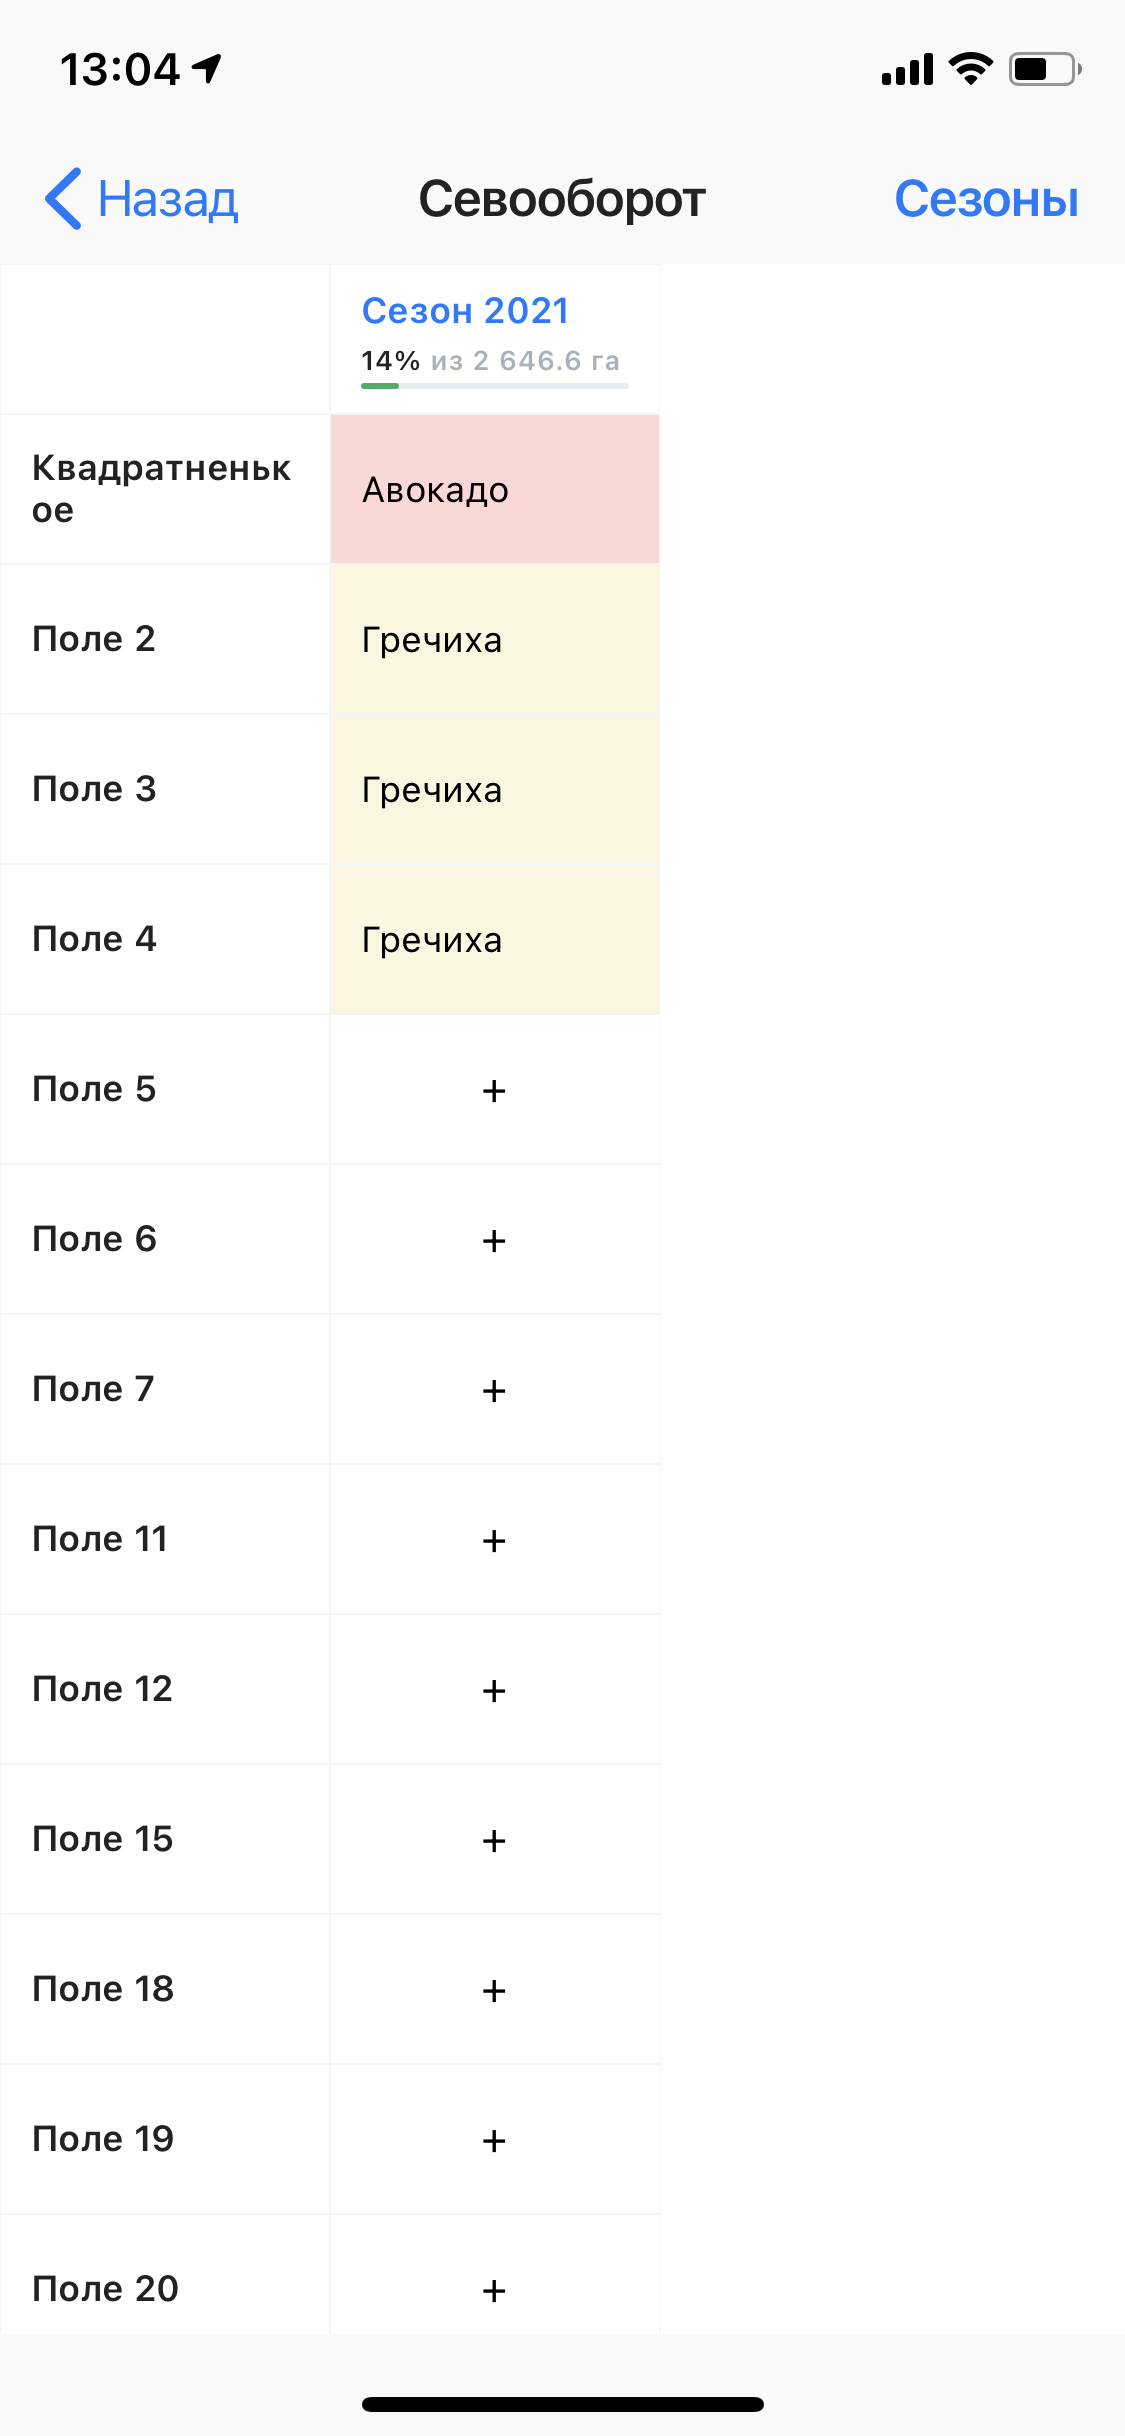 13:04
Назад
Севооборот
Сезоны
Сезон 2021
14% из 2 646.6 га
Квадратненьк
ое
Авокадо
Поле 2
Гречиха
Поле 3
Гречиха
Поле 4
Гречиха
Поле 5
+
Поле 6
+
Поле 7
+
Поле 11
+
Поле 12
+
Поле 15
+
Поле 18
+
Поле 19
+
Поле 20
+